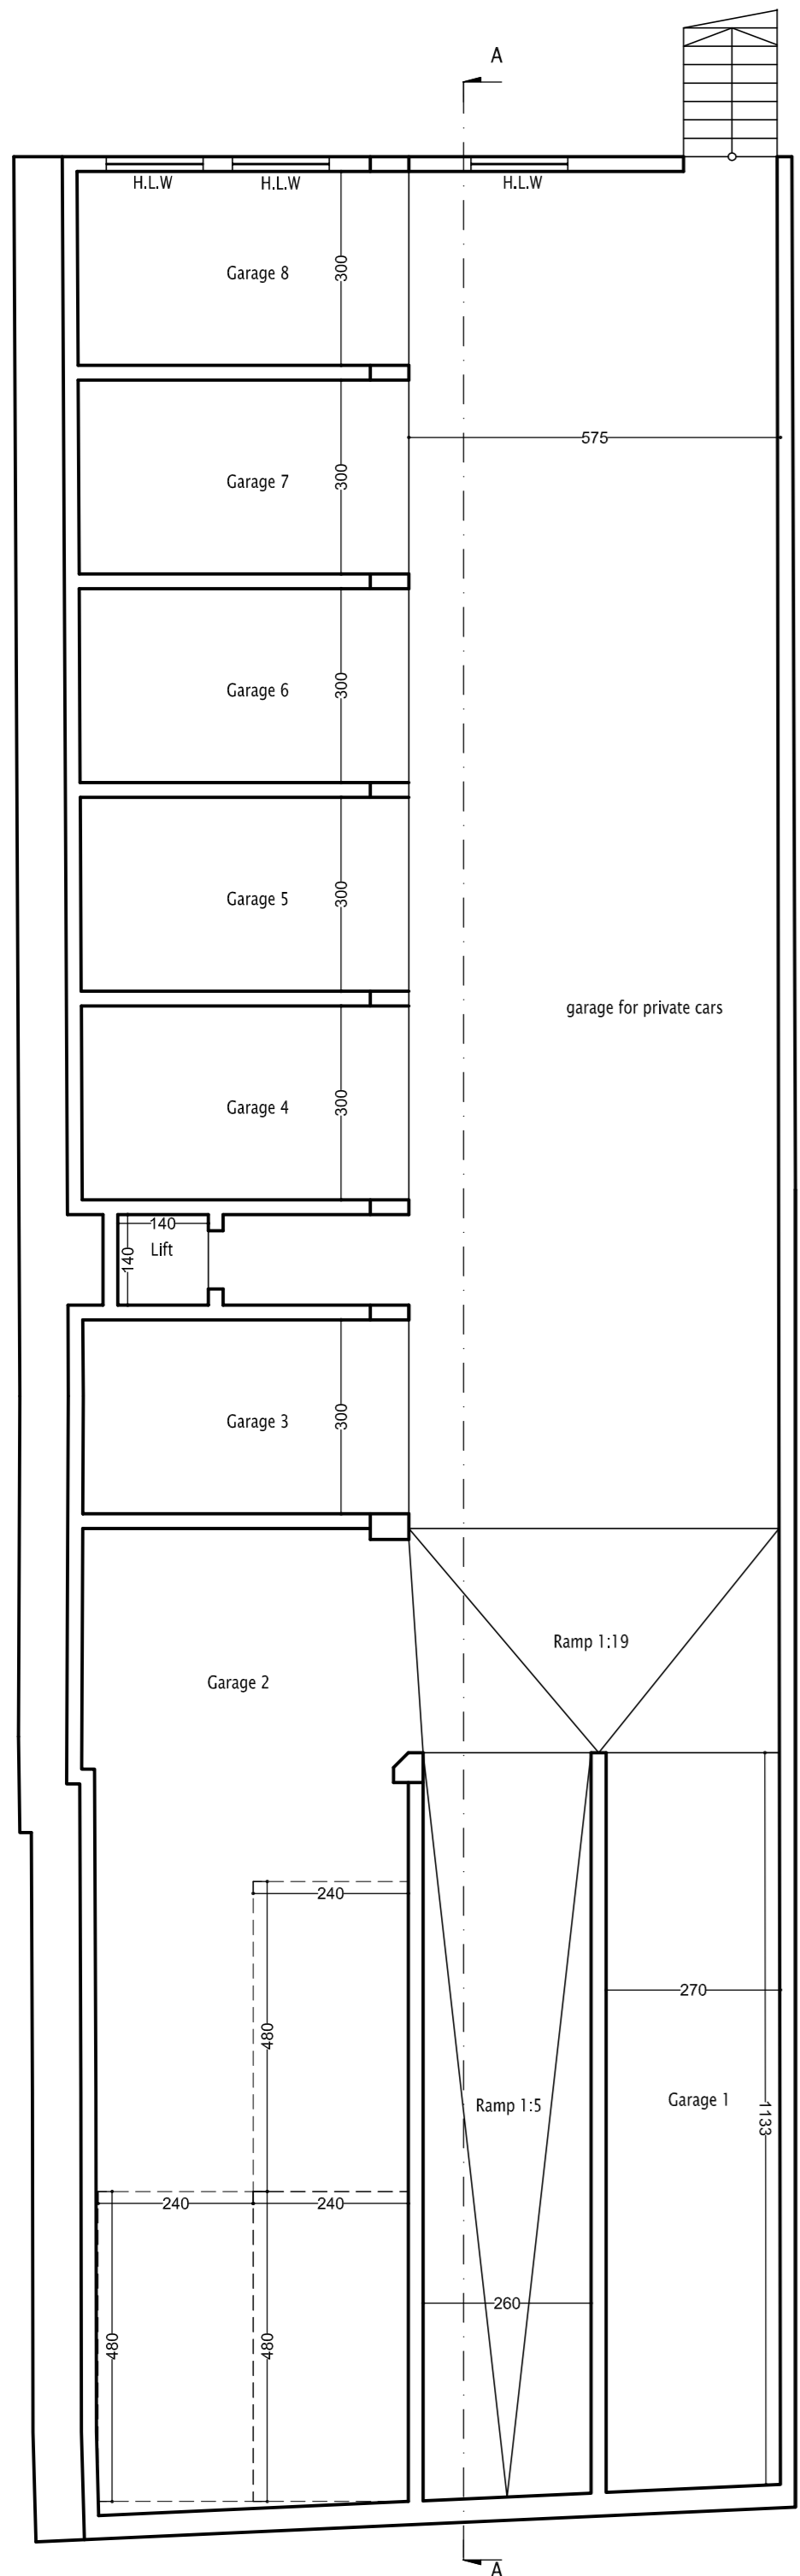 A
H.L.W
H.L.W
H.L.W
Garage 8
300
575
Garage 7
300
Garage 6
300
Garage 5
300
garage for private cars
Garage 4
300
140
Lift
140
Garage 3
300
Ramp 1:19
Garage 2
240
270
480
Ramp 1:5
Garage 1
1133
240
240
260
480
480
A